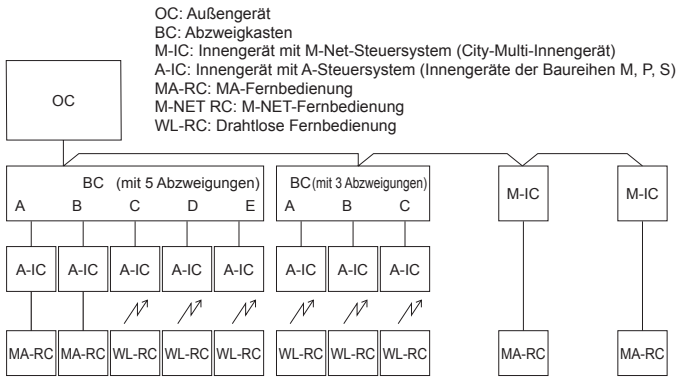 OC: Außengerät
BC: Abzweigkasten
M-IC: Innengerät mit M-Net-Steuersystem (City-Multi-Innengerät)
A-IC: Innengerät mit A-Steuersystem (Innengeräte der Baureihen M, P, S)
MA-RC: MA-Fernbedienung
M-NET RC: M-NET-Fernbedienung
WL-RC: Drahtlose Fernbedienung
OC
BC (mit 5 Abzweigungen) BC(mit 3 Abzweigungen) M-IC M-IC
A B C D E A B C
A-IC A-IC A-IC A-IC A-IC A-IC A-IC A-IC
MA-RC MA-RC WL-RC WL-RC WL-RC WL-RC WL-RC WL-RC MA-RC MA-RC